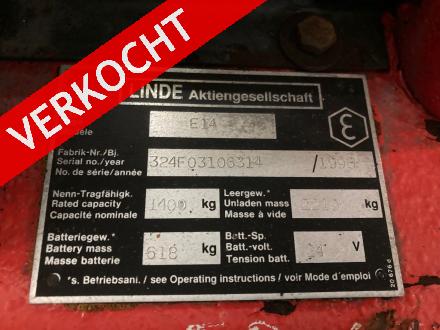 VERKOCHT
LINDE Aktiengesellschaft
E14
Fabrik-Nr./Bj.
Serial no./year
No. de série/année
324F03106314 /
Nenn-Tragfähigk. Leergew.*
Rated capacity 1400 kg Unladen mass kg
Capacité nominale Masse à vide
Batteriegew.* Batt.-Sp.
Battery mass 618 kg Batt.-volt. V
Masse batterie Tension batt.
*s. Betriebsanl. / see Operating instructions / voir Mode d'emploi